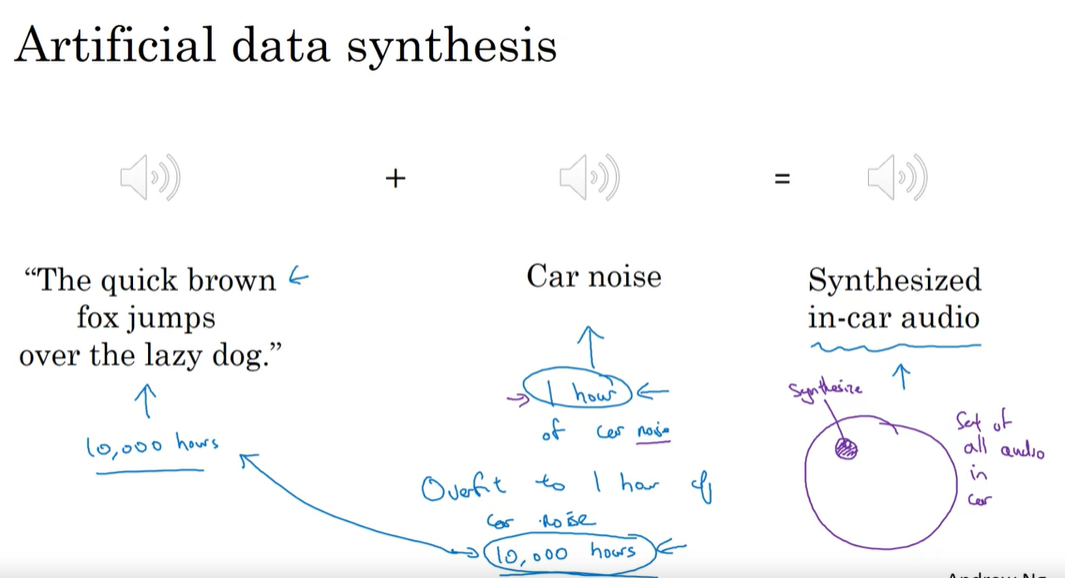 Artificial data synthesis
+
=
“The quick brown
fox jumps
over the lazy dog.”
Car noise
Synthesized
in-car audio
10,000 hours
1 hour
of car noise
Overfit to 1 hour of
car noise
10,000 hours
Synthesize
Set of
all audio
in
car
Andrew Ng